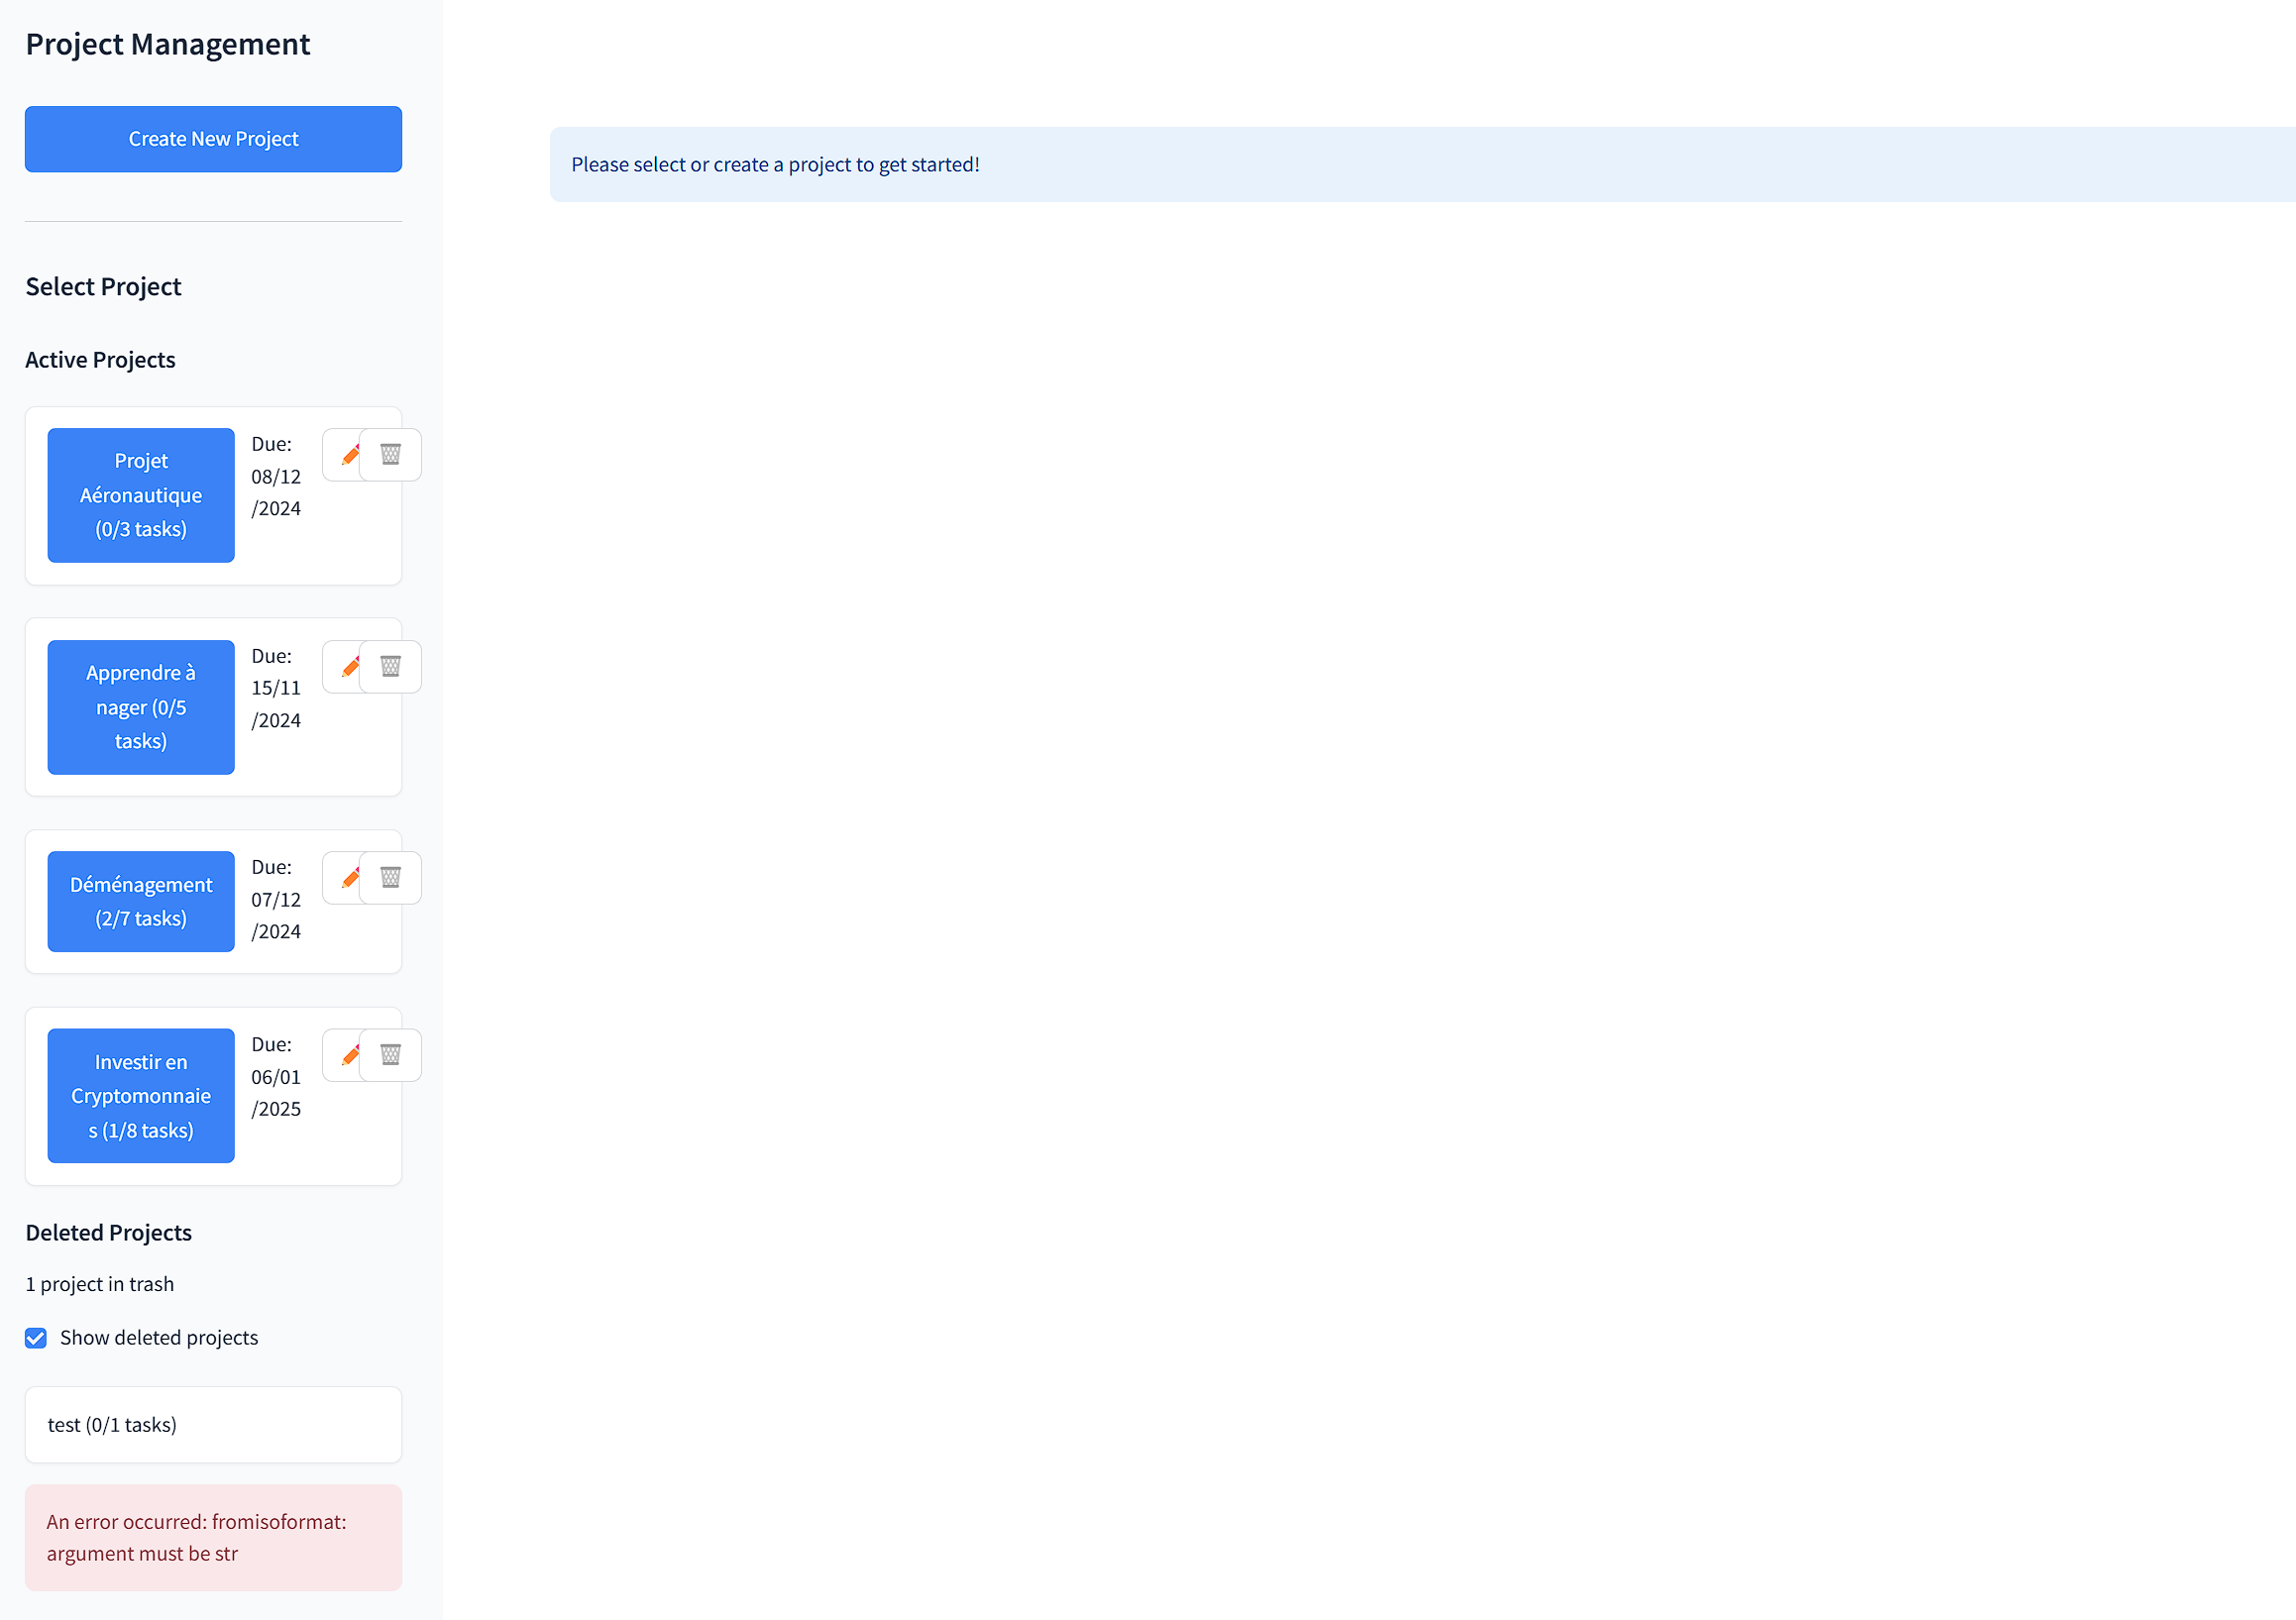 Project Management
Create New Project
Please select or create a project to get started!
Select Project
Active Projects
Projet
Aéronautique
(0/3 tasks)
Due:
08/12
/2024
Apprendre à
nager (0/5
tasks)
Due:
15/11
/2024
Déménagement
(2/7 tasks)
Due:
07/12
/2024
Investir en
Cryptomonnaie
s (1/8 tasks)
Due:
06/01
/2025
Deleted Projects
1 project in trash
Show deleted projects
test (0/1 tasks)
An error occurred: fromisoformat:
argument must be str